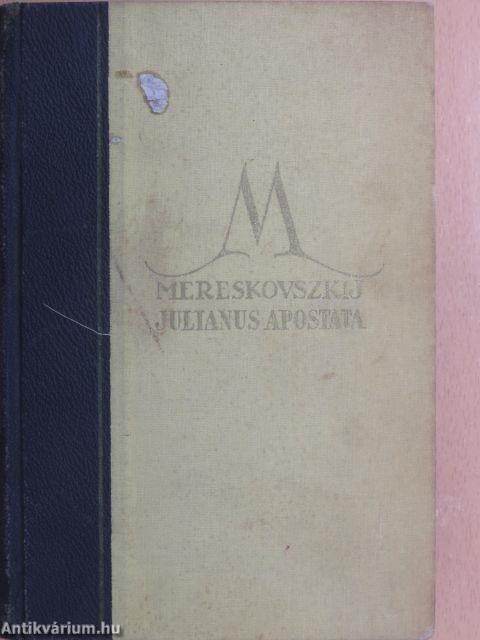 M
MERESKOVSZKIJ
JULIANUS APOSTATA
Antikvárium.hu